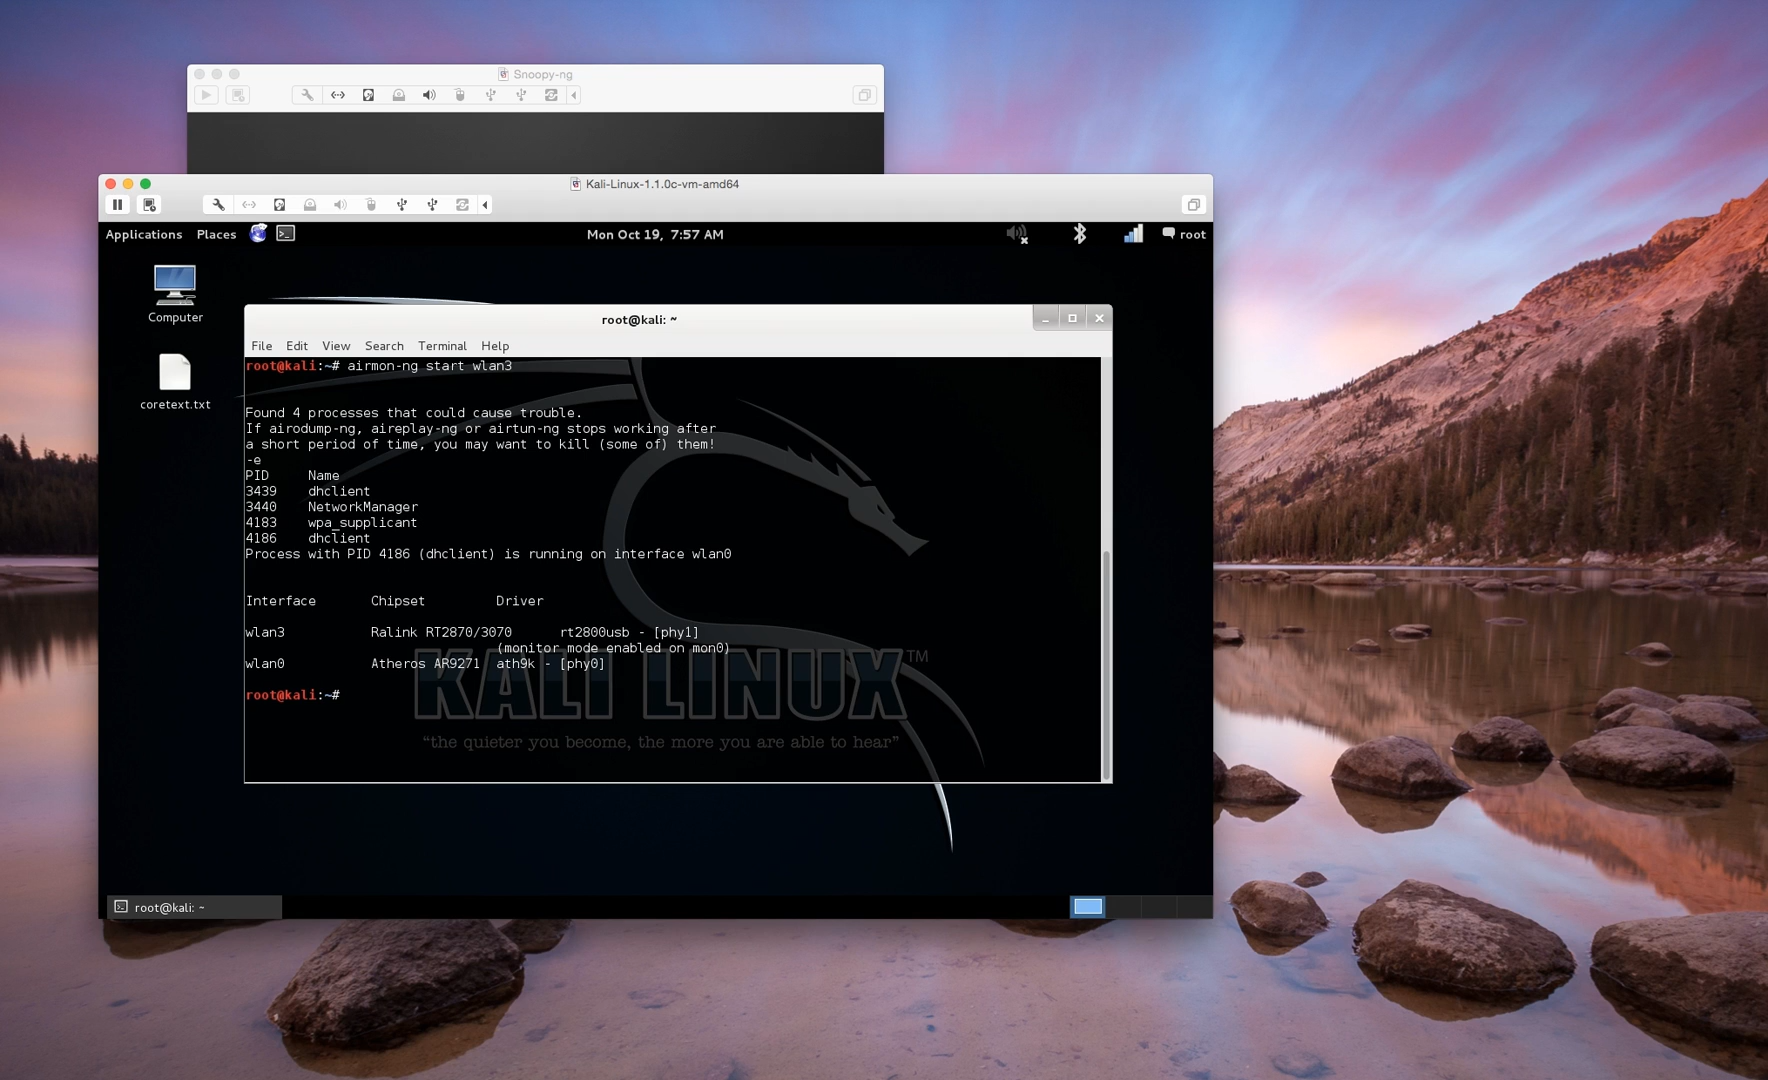 Snoopy-ng
Kali-Linux-1.1.0c-vm-amd64
Applications Places Mon Oct 19, 7:57 AM root
Computer
coretext.txt
root@kali: ~
File Edit View Search Terminal Help
root@kali:~# airmon-ng start wlan3
Found 4 processes that could cause trouble.
If airodump-ng, aireplay-ng or airtun-ng stops working after
a short period of time, you may want to kill (some of) them!
-e
PID Name
3439 dhclient
3440 NetworkManager
4183 wpa_supplicant
4186 dhclient
Process with PID 4186 (dhclient) is running on interface wlan0
Interface Chipset Driver
wlan3 Ralink RT2870/3070 rt2800usb - [phy1]
(monitor mode enabled on mon0)
wlan0 Atheros AR9271 ath9k - [phy0]
root@kali:~#
KALI LINUX™
“the quieter you become, the more you are able to hear”
root@kali: ~